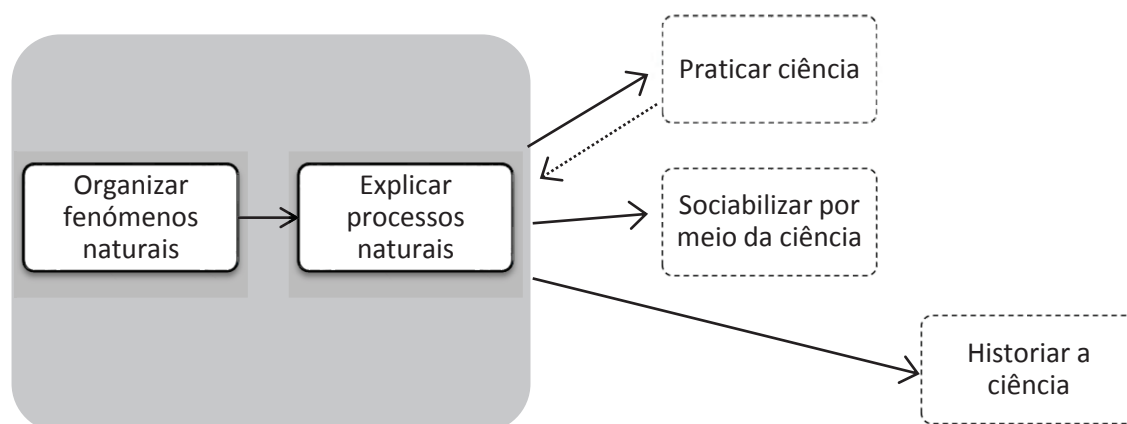 Praticar ciência
Organizar
fenómenos
naturais
Explicar
processos
naturais
Sociabilizar por
meio da ciência
Historiar a
ciência